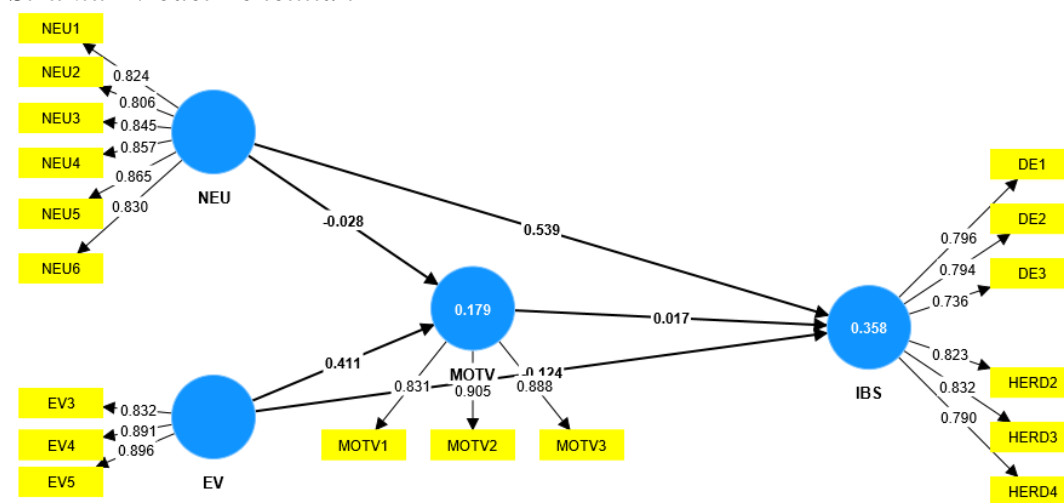 NEU1
NEU2
NEU3
NEU4
NEU5
NEU6
0.824
0.806
0.845
0.857
0.865
0.830
NEU
-0.028
0.539
0.179
MOTV
0.017
0.411
-0.124
0.831
0.905
0.888
MOTV1
MOTV2
MOTV3
EV3
EV4
EV5
0.832
0.891
0.896
EV
0.358
IBS
0.796
0.794
0.736
0.823
0.832
0.790
DE1
DE2
DE3
HERD2
HERD3
HERD4